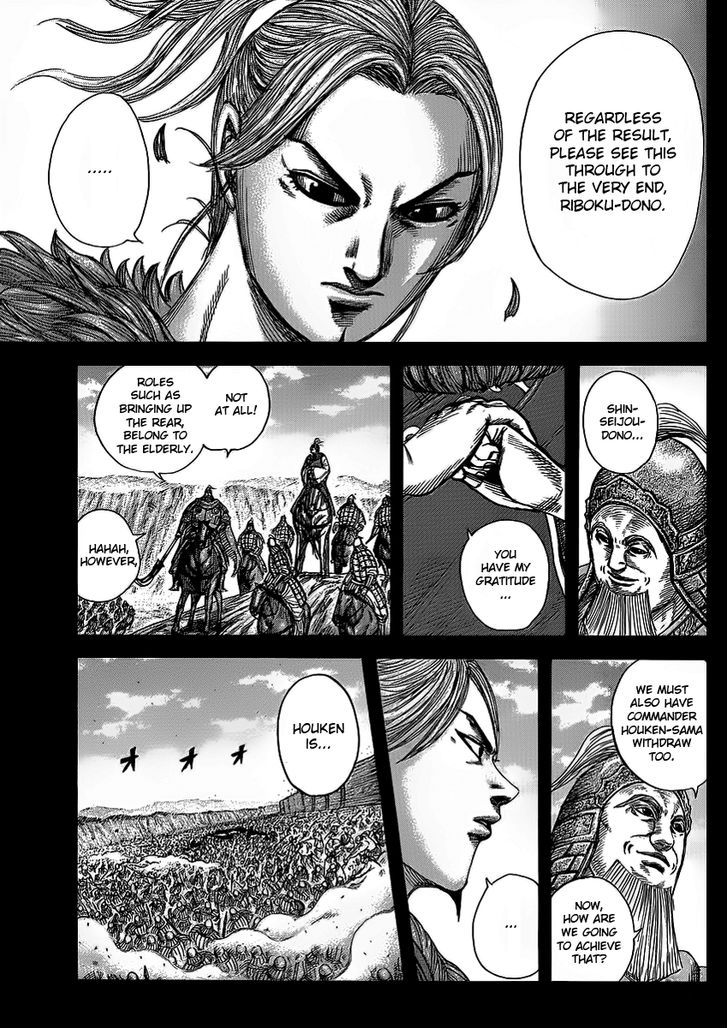 REGARDLESS
OF THE RESULT,
PLEASE SEE THIS
THROUGH TO
THE VERY END,
RIBOKU-DONO.
.....
SHIN-
SEIJOU-
DONO...
YOU
HAVE MY
GRATITUDE
...
NOT
AT ALL!
ROLES
SUCH AS
BRINGING UP
THE REAR,
BELONG TO
THE ELDERLY.
HAHAH,
HOWEVER,
WE MUST
ALSO HAVE
COMMANDER
HOUKEN-SAMA
WITHDRAW
TOO.
NOW,
HOW ARE
WE GOING
TO ACHIEVE
THAT?
...
HOUKEN
IS...